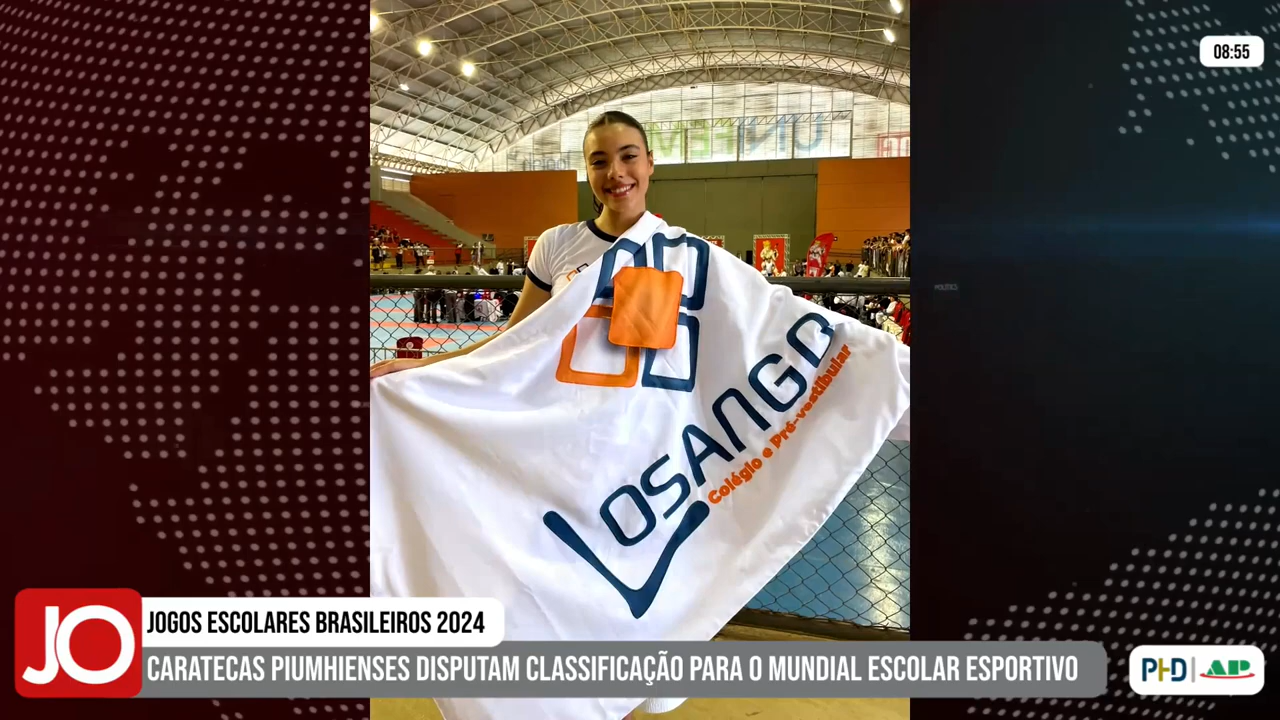 08:55
POLÍTICS
LOSANGO
Colégio e Pré-vestibular
JO
JOGOS ESCOLARES BRASILEIROS 2024
CARATECAS PIUMHIENSES DISPUTAM CLASSIFICAÇÃO PARA O MUNDIAL ESCOLAR ESPORTIVO
PHD
AP